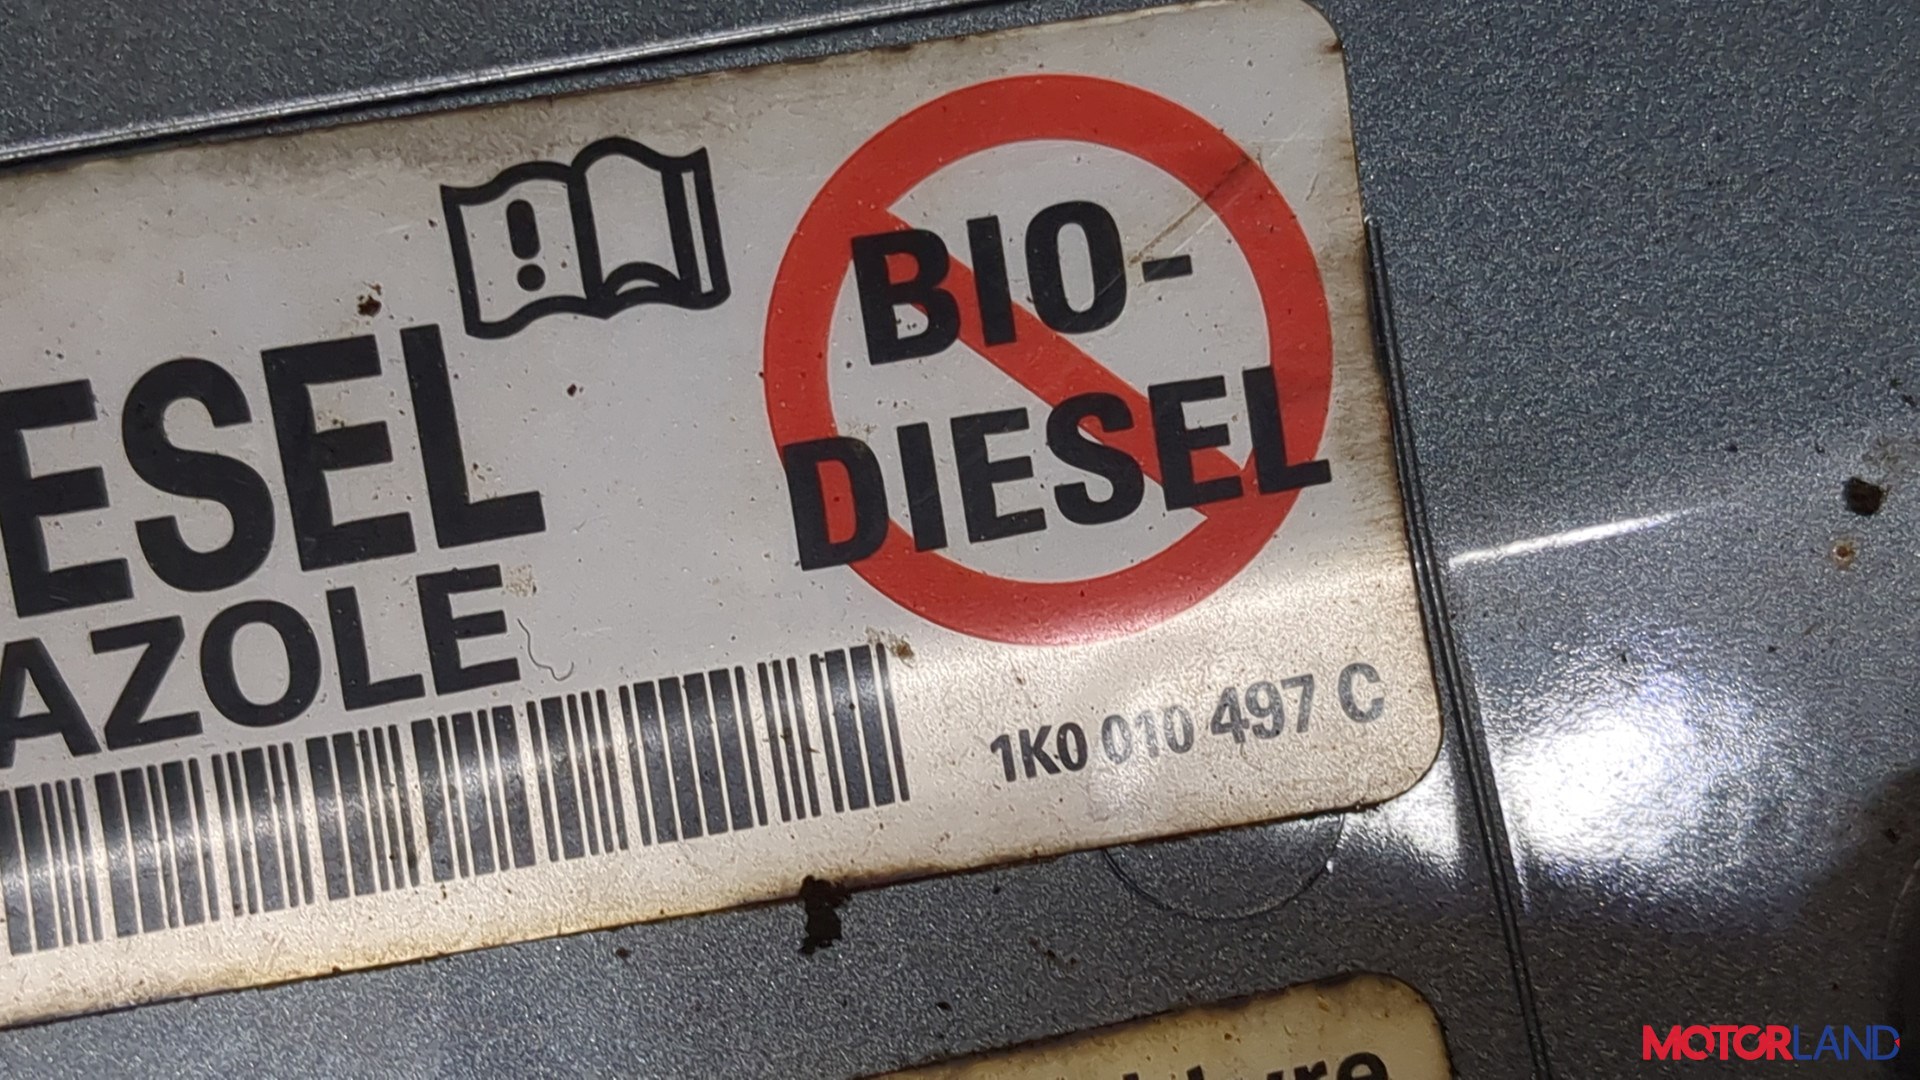 BIO-
DIESEL
ESEL
AZOLE
1K0 010 497 C
MOTORLAND